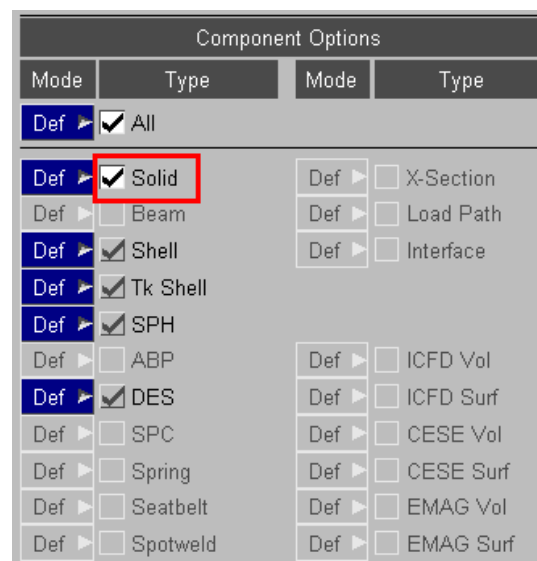 Component Options
Mode Type Mode Type
Def All
Def Solid Def X-Section
Def Beam Def Load Path
Def Shell Def Interface
Def Tk Shell
Def SPH
Def ABP Def ICFD Vol
Def DES Def ICFD Surf
Def SPC Def CESE Vol
Def Spring Def CESE Surf
Def Seatbelt Def EMAG Vol
Def Spotweld Def EMAG Surf